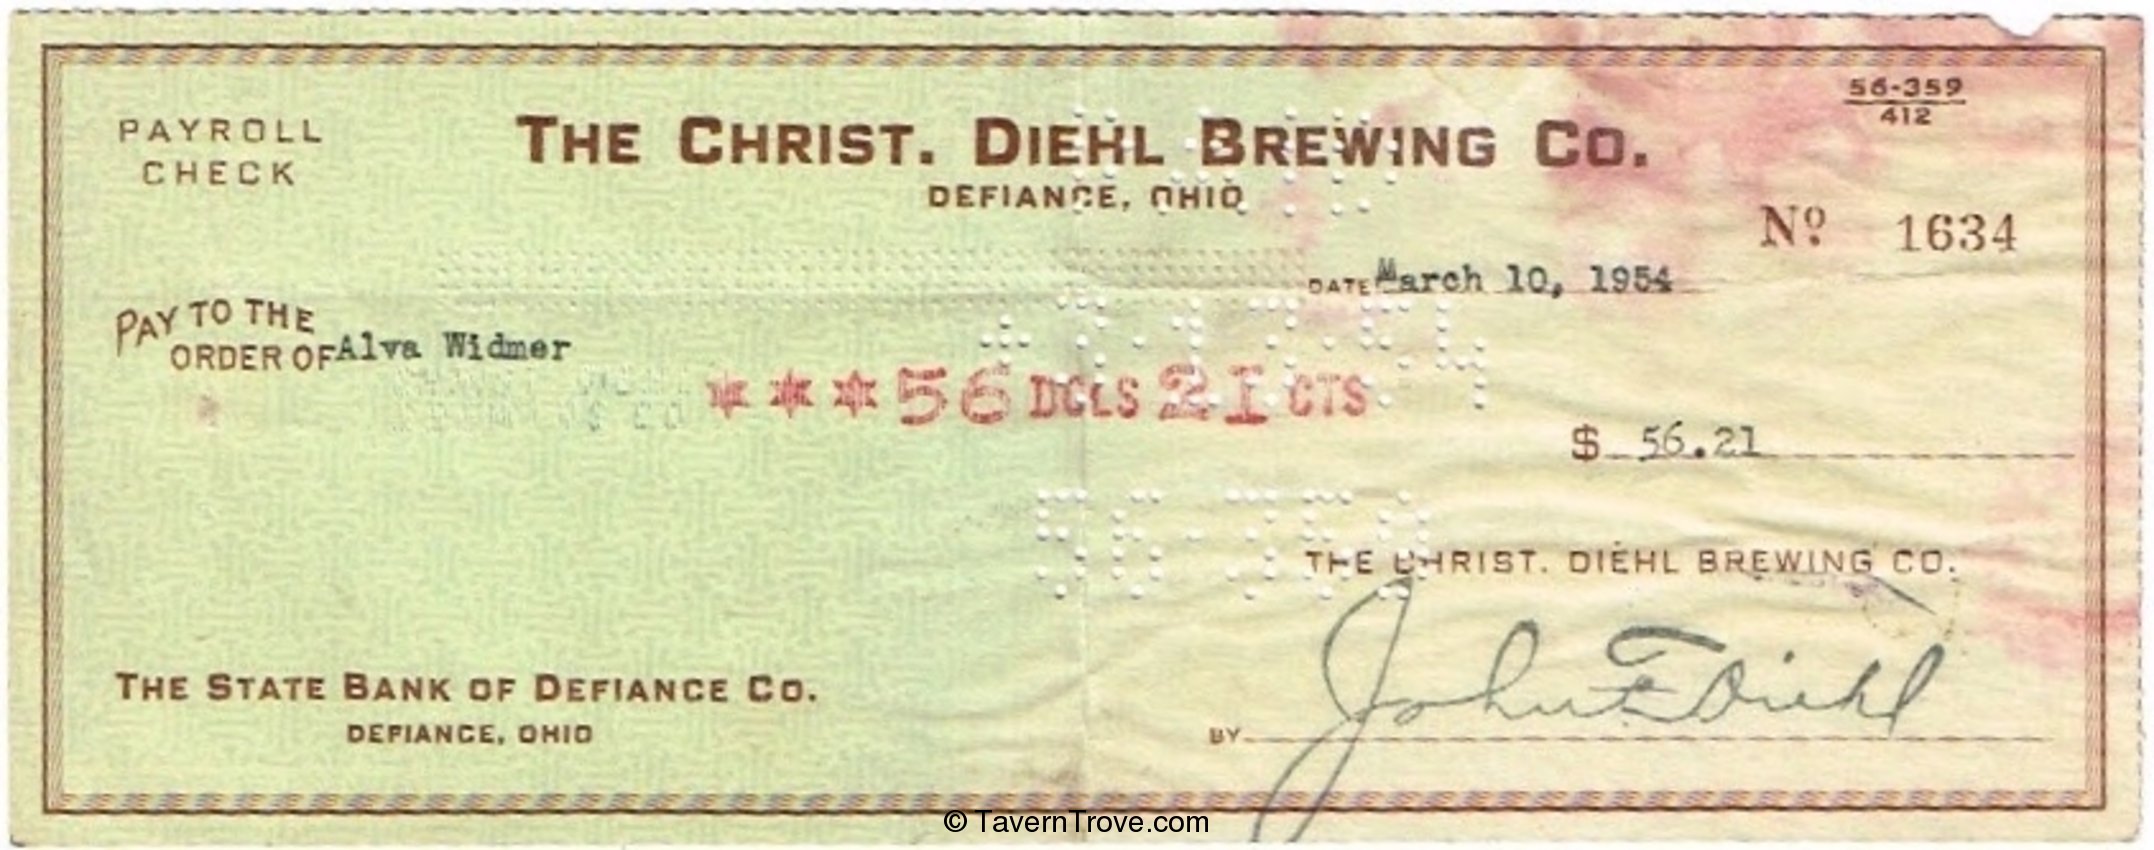 PAYROLL
CHECK
THE CHRIST. DIEHL BREWING CO.
DEFIANCE, OHIO
56-359
412
Nº 1634
DATE March 10, 1954
PAY TO THE
ORDER OF Alva Widmer
***56 DOLS 21 CTS
$ 56.21
THE CHRIST. DIEHL BREWING CO.
BY John F Diehl
THE STATE BANK OF DEFIANCE CO.
DEFIANCE, OHIO
© TavernTrove.com